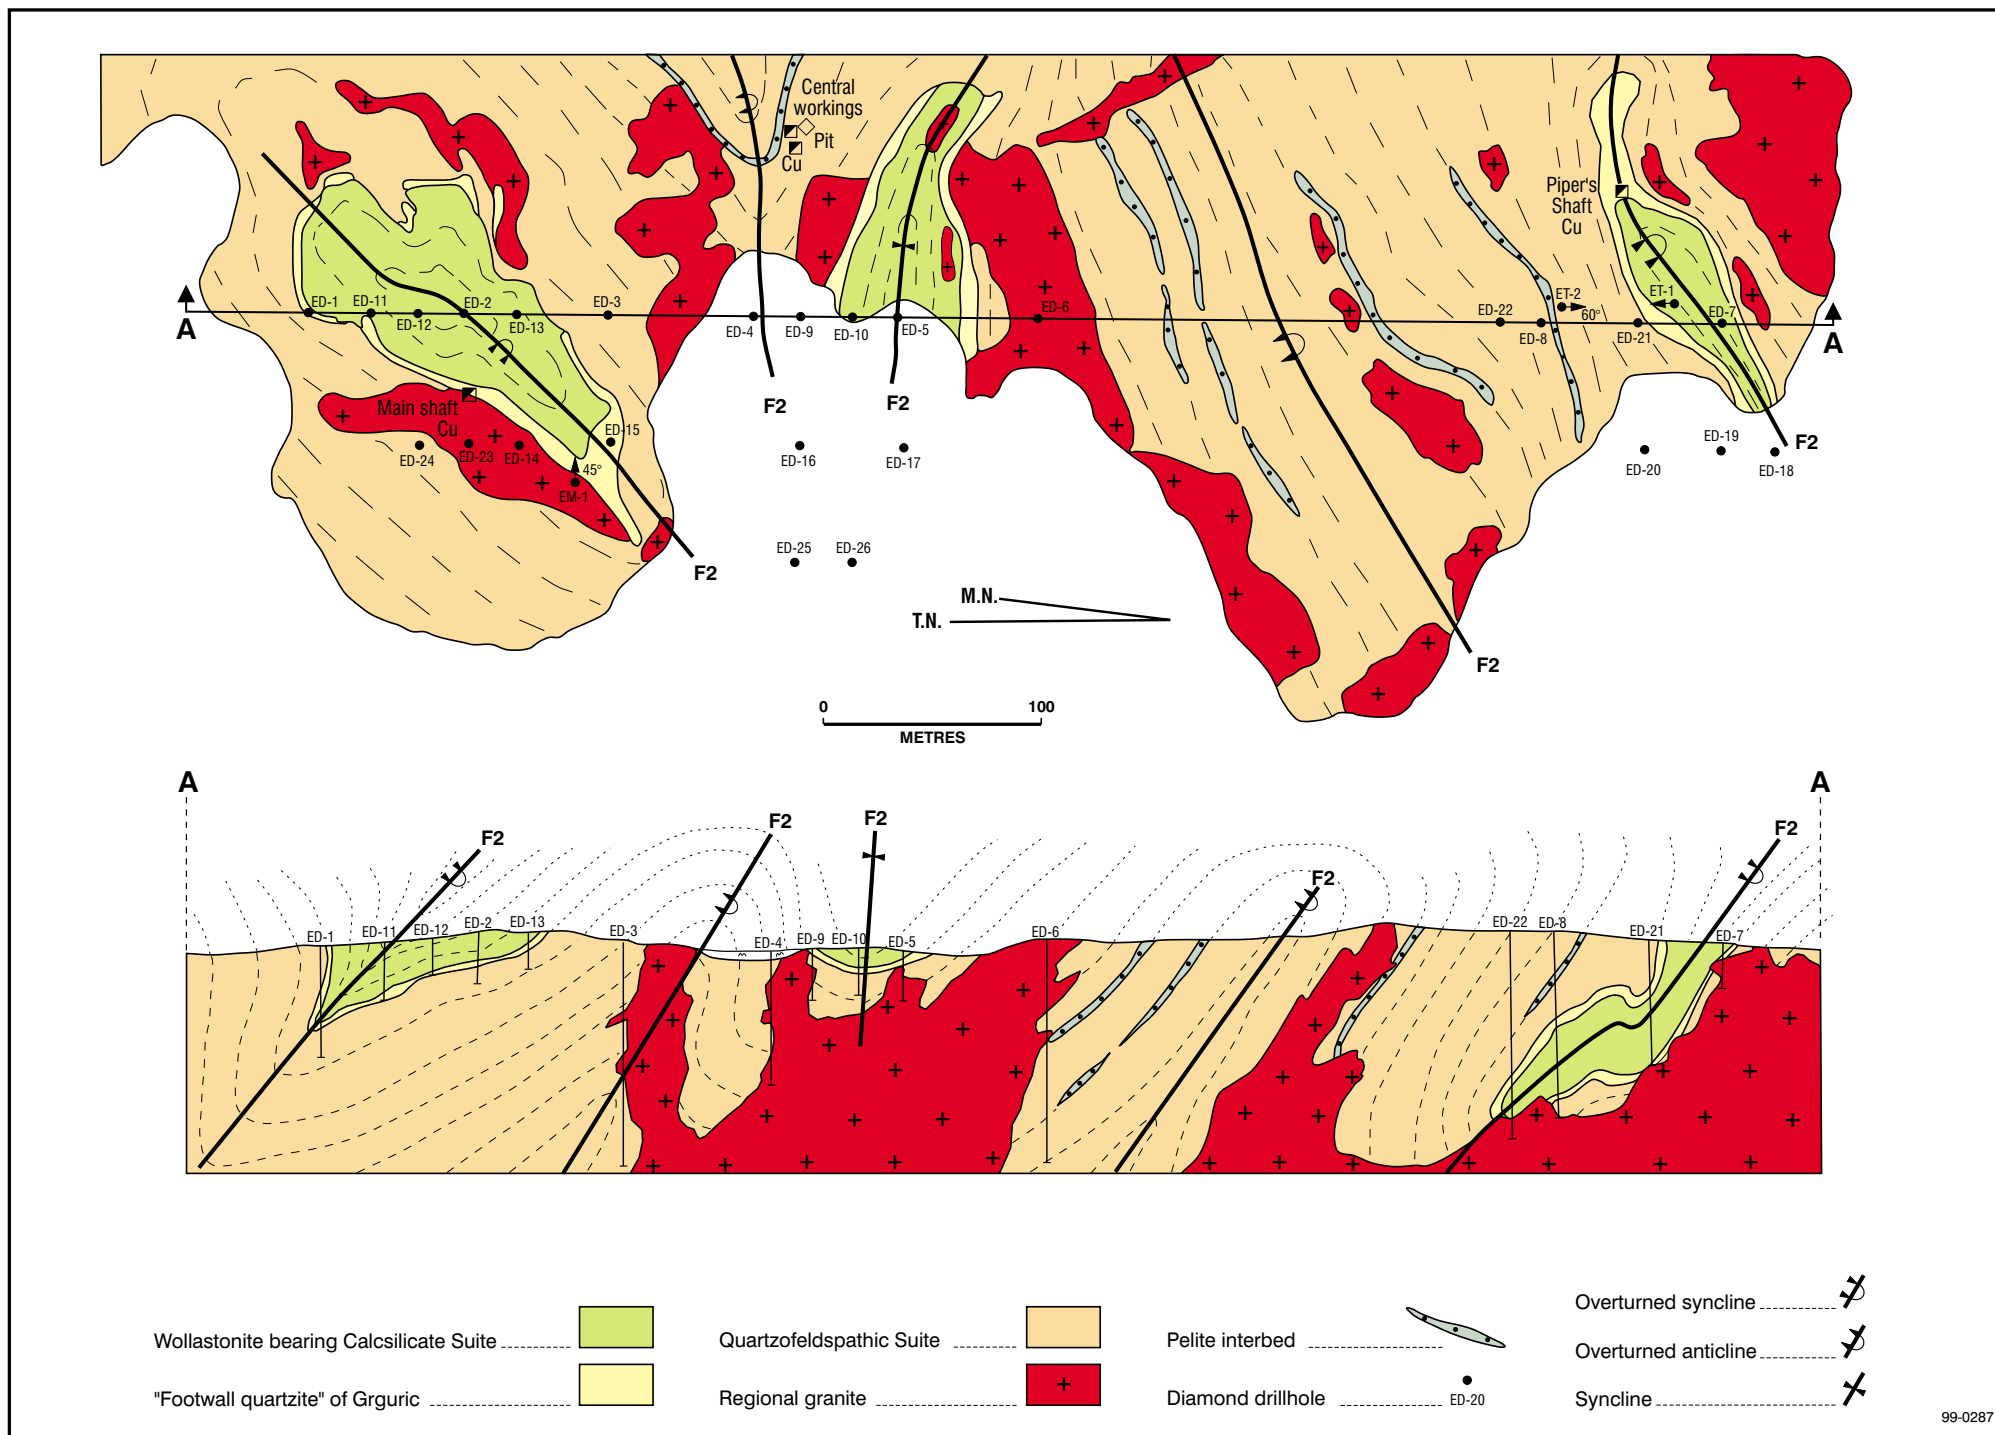 Central
workings
Pit
Cu
Piper's
Shaft
Cu
A
ED-1
ED-11
ED-12
ED-2
ED-13
ED-3
ED-4
ED-9
ED-10
ED-5
ED-6
ED-22
ED-8
ET-2
60°
ED-21
ET-1
ED-7
A
Main shaft
Cu
ED-24
ED-23
ED-14
ED-15
45°
EM-1
F2
F2
F2
ED-16
ED-17
ED-25
ED-26
F2
ED-20
ED-19
ED-18
F2
M.N.
T.N.
0 100
METRES
A
A
F2
F2
F2
F2
F2
ED-1
ED-11
ED-12
ED-2
ED-13
ED-3
ED-4
ED-9
ED-10
ED-5
ED-6
ED-22
ED-8
ED-21
ED-7
Wollastonite bearing Calcsilicate Suite
"Footwall quartzite" of Grguric
Quartzofeldspathic Suite
Regional granite
Pelite interbed
Diamond drillhole
ED-20
Overturned syncline
Overturned anticline
Syncline
99-0287